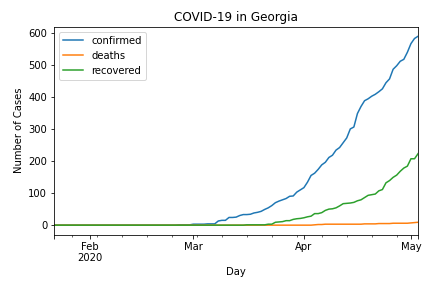 COVID-19 in Georgia
confirmed
deaths
recovered
Number of Cases
600
500
400
300
200
100
0
Feb
2020
Mar
Apr
May
Day